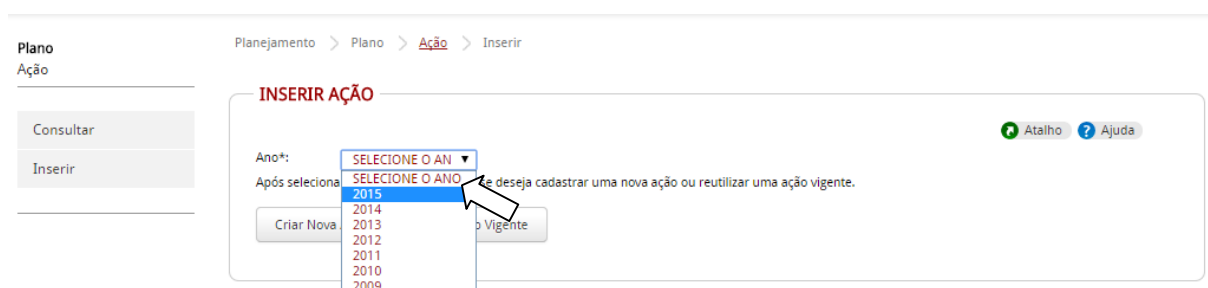 Plano
Ação
Consultar
Inserir
Planejamento > Plano > Ação > Inserir
INSERIR AÇÃO
Atalho ? Ajuda
Ano*: SELECIONE O AN
SELECIONE O ANO
Após seleciona se deseja cadastrar uma nova ação ou reutilizar uma ação vigente.
2015
2014
Criar Nova 2013 Vigente
2012
2011
2010
2009